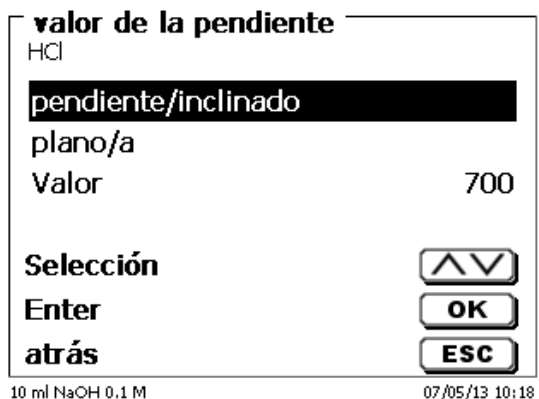 valor de la pendiente
HCl
pendiente/inclinado
plano/a
Valor 700
Selección
Enter OK
atrás ESC
10 ml NaOH 0.1 M 07/05/13 10:18